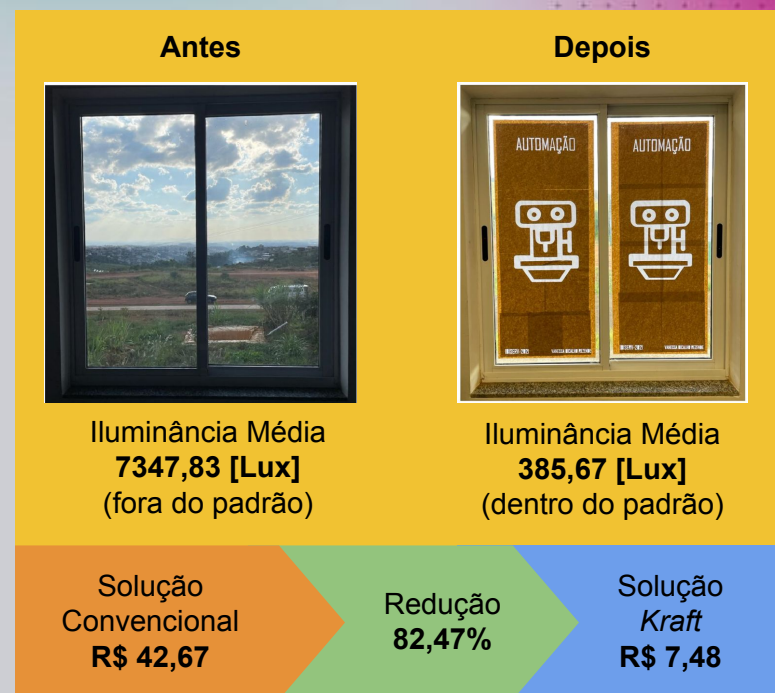 Antes
Depois
AUTOMAÇÃO
AUTOMAÇÃO
Iluminância Média
7347,83 [Lux]
(fora do padrão)
Iluminância Média
385,67 [Lux]
(dentro do padrão)
Solução
Convencional
R$ 42,67
Redução
82,47%
Solução
Kraft
R$ 7,48